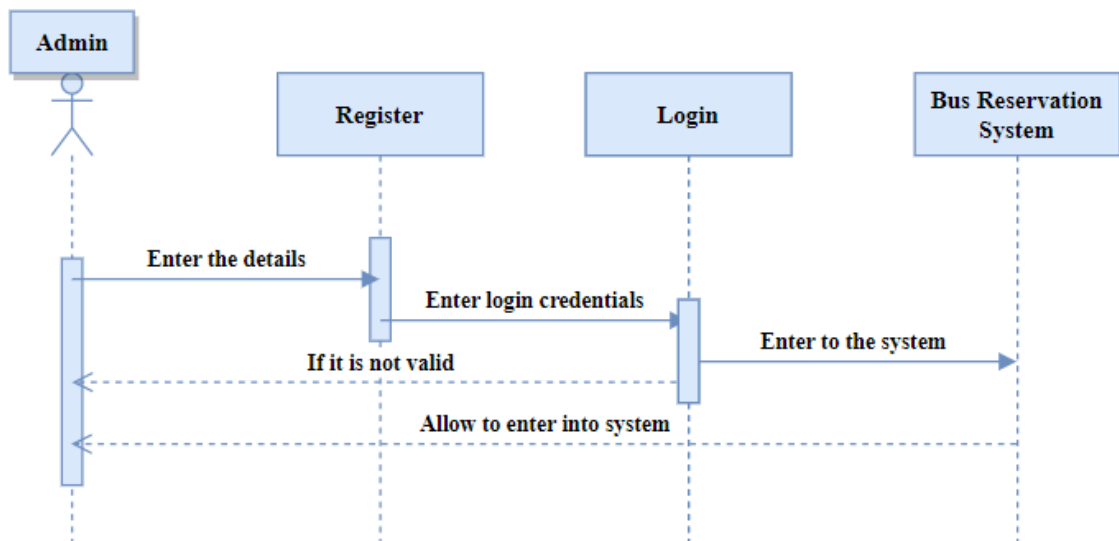 Admin
Register
Login
Bus Reservation
System
Enter the details
Enter login credentials
Enter to the system
If it is not valid
Allow to enter into system